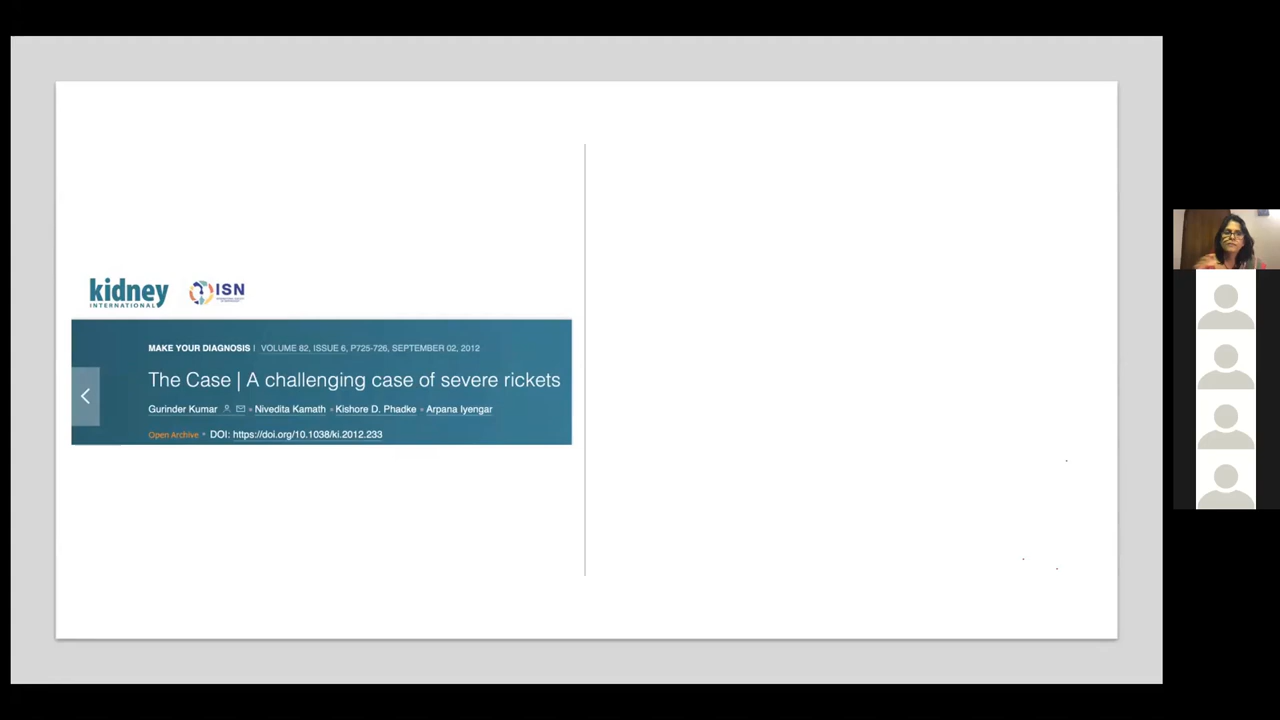 kidney
INTERNATIONAL
ISN
MAKE YOUR DIAGNOSIS | VOLUME 82, ISSUE 6, P725-726, SEPTEMBER 02, 2012
The Case | A challenging case of severe rickets
Gurinder Kumar • Nivedita Kamath • Kishore D. Phadke • Arpana Iyengar
Open Archive • DOI: https://doi.org/10.1038/ki.2012.233